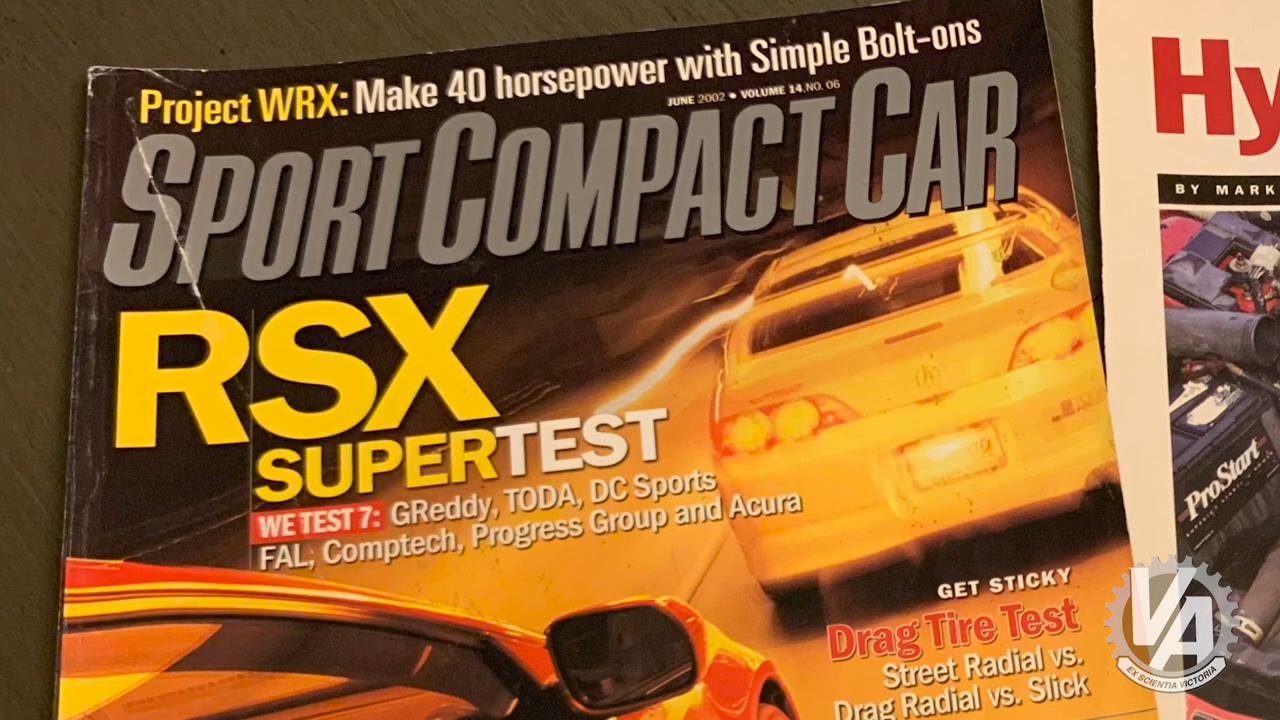 Project WRX: Make 40 horsepower with Simple Bolt-ons
JUNE 2002 • VOLUME 14, NO. 06
SPORT COMPACT CAR
RSX
SUPERTEST
WE TEST 7: GReddy, TODA, DC Sports
FAL, Comptech, Progress Group and Acura
GET STICKY
Drag Tire Test
Street Radial vs.
Drag Radial vs. Slick
Hy
BY MARK
ProStart
VA
EX SCIENTIA VICTORIA